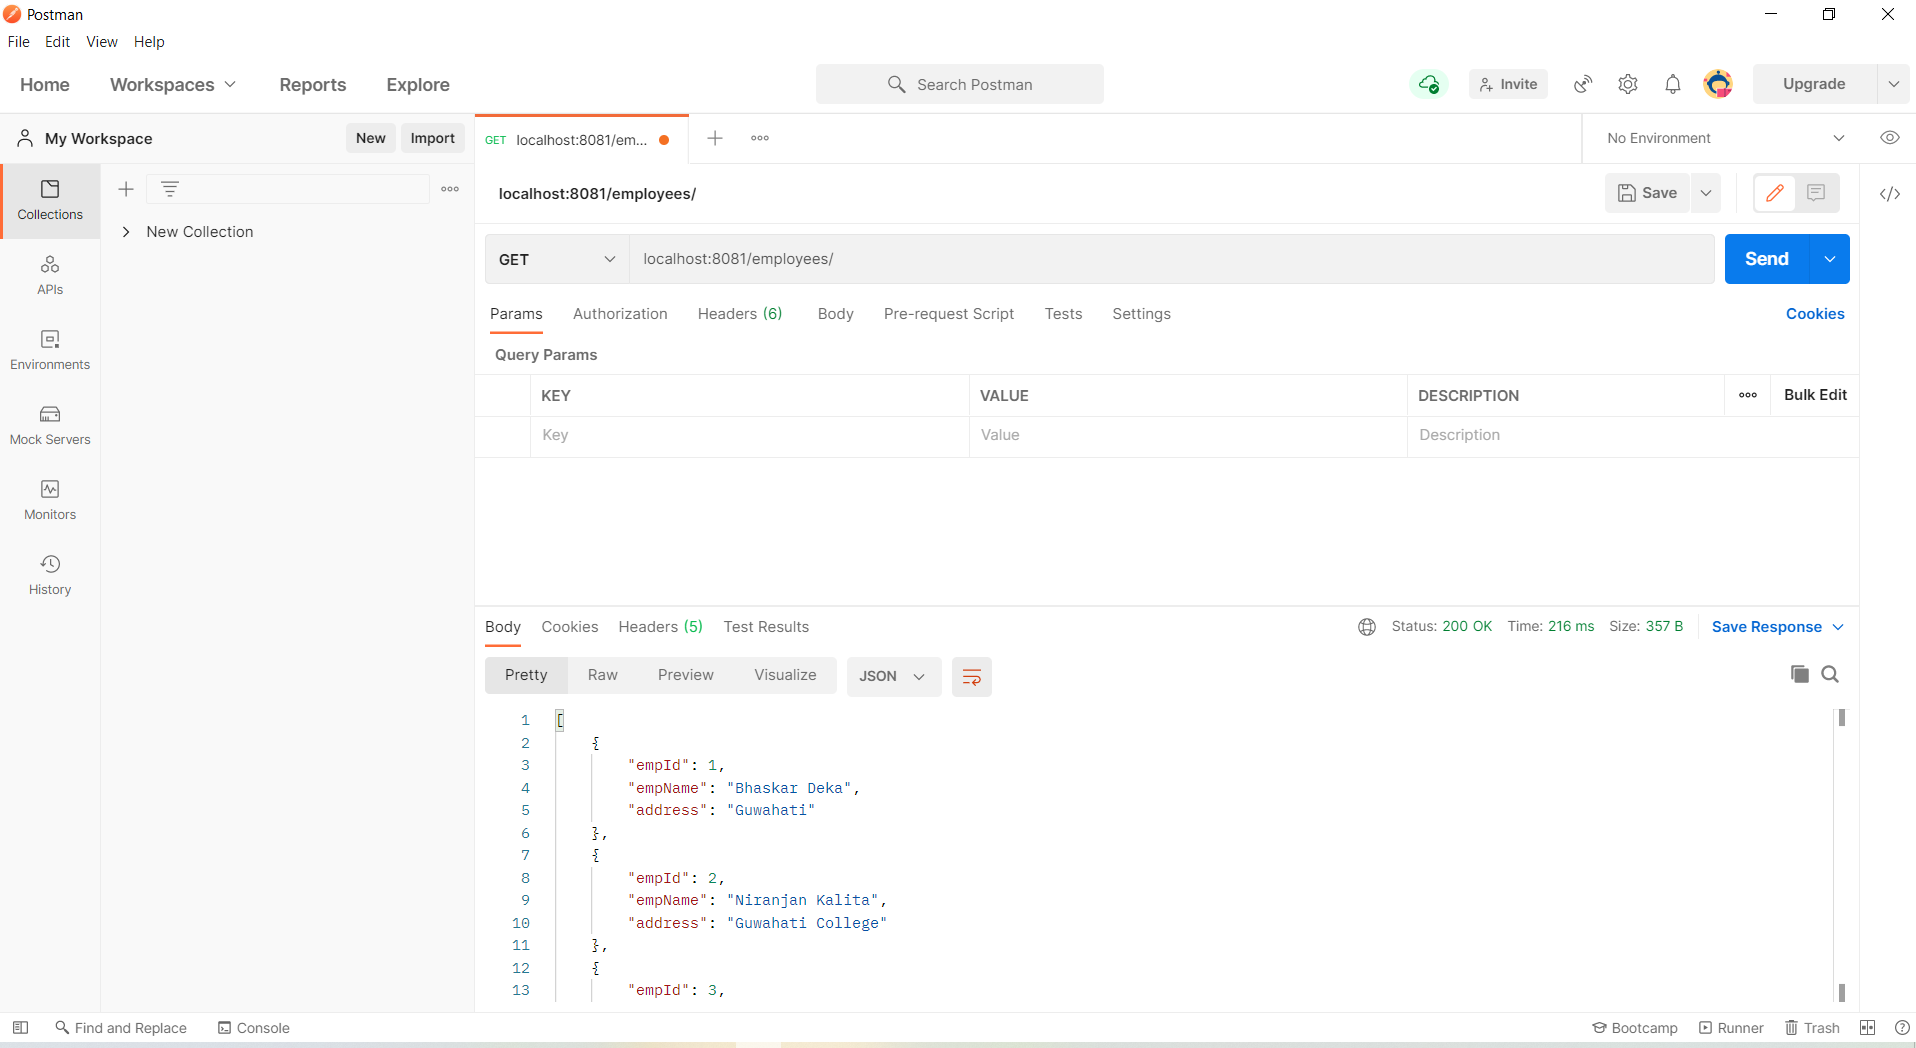 Postman
File Edit View Help
Home Workspaces Reports Explore Search Postman Invite Upgrade
My Workspace New Import GET localhost:8081/em... No Environment
Collections
APIs
Environments
Mock Servers
Monitors
History
New Collection
localhost:8081/employees/ Save
GET localhost:8081/employees/ Send
Params Authorization Headers (6) Body Pre-request Script Tests Settings Cookies
Query Params
KEY VALUE DESCRIPTION Bulk Edit
Key Value Description
Body Cookies Headers (5) Test Results Status: 200 OK Time: 216 ms Size: 357 B Save Response
Pretty Raw Preview Visualize JSON
1 [
2 {
3 "empId": 1,
4 "empName": "Bhaskar Deka",
5 "address": "Guwahati"
6 },
7 {
8 "empId": 2,
9 "empName": "Niranjan Kalita",
10 "address": "Guwahati College"
11 },
12 {
13 "empId": 3,
Find and Replace Console Bootcamp Runner Trash